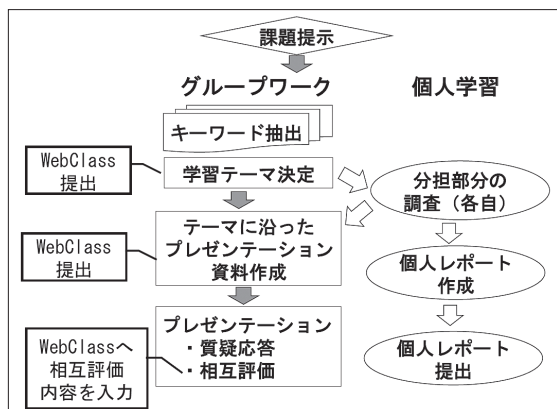 課題提示
グループワーク
個人学習
キーワード抽出
WebClass
提出
学習テーマ決定
分担部分の
調査(各自)
WebClass
提出
テーマに沿った
プレゼンテーション
資料作成
個人レポート
作成
WebClassへ
相互評価
内容を入力
プレゼンテーション
・質疑応答
・相互評価
個人レポート
提出